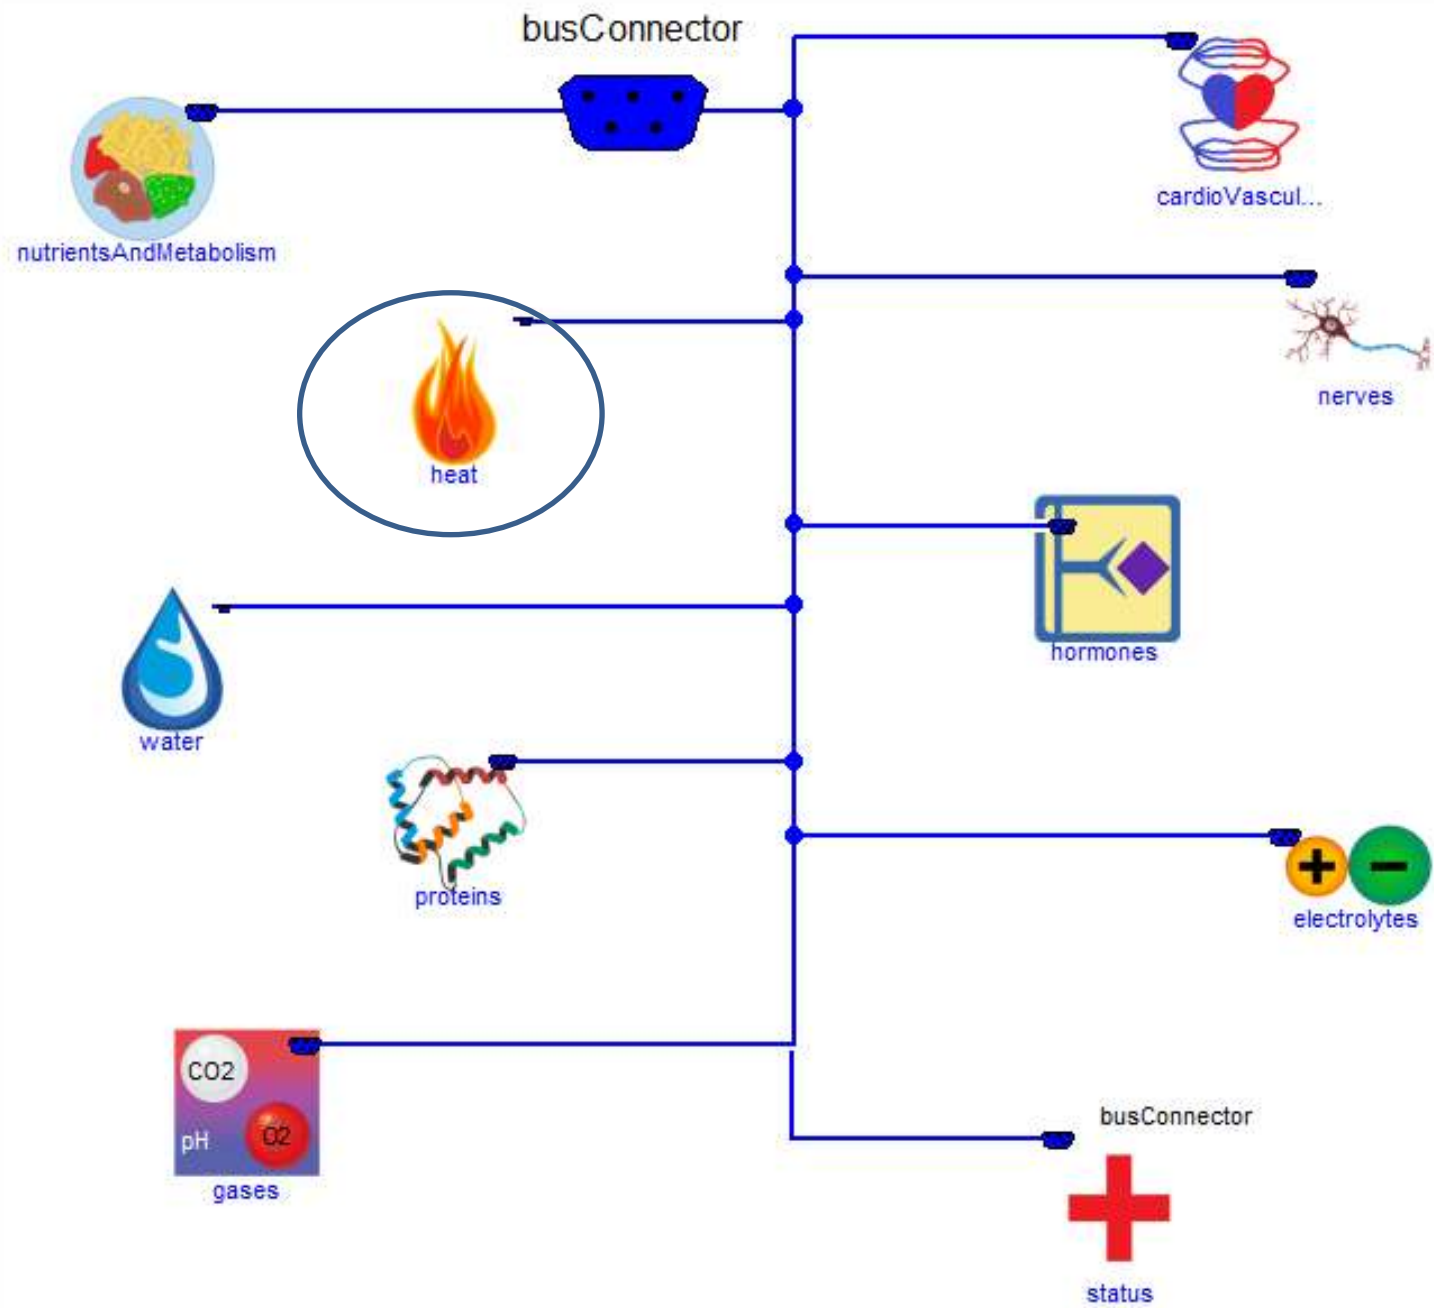 busConnector
cardioVascul...
nutrientsAndMetabolism
nerves
heat
hormones
water
proteins
electrolytes
CO2
pH
O2
gases
busConnector
status